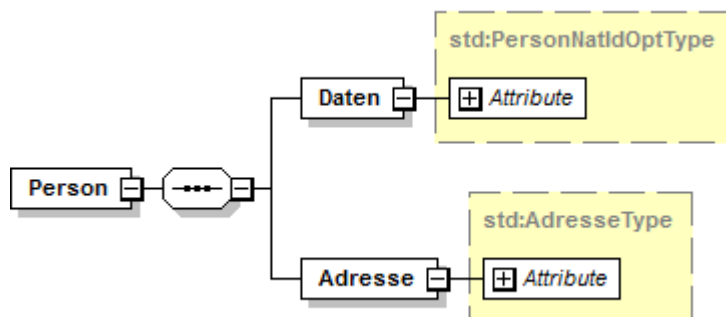 std:PersonNatIdOptType
Daten
Attribute
Person
std:AdresseType
Adresse
Attribute